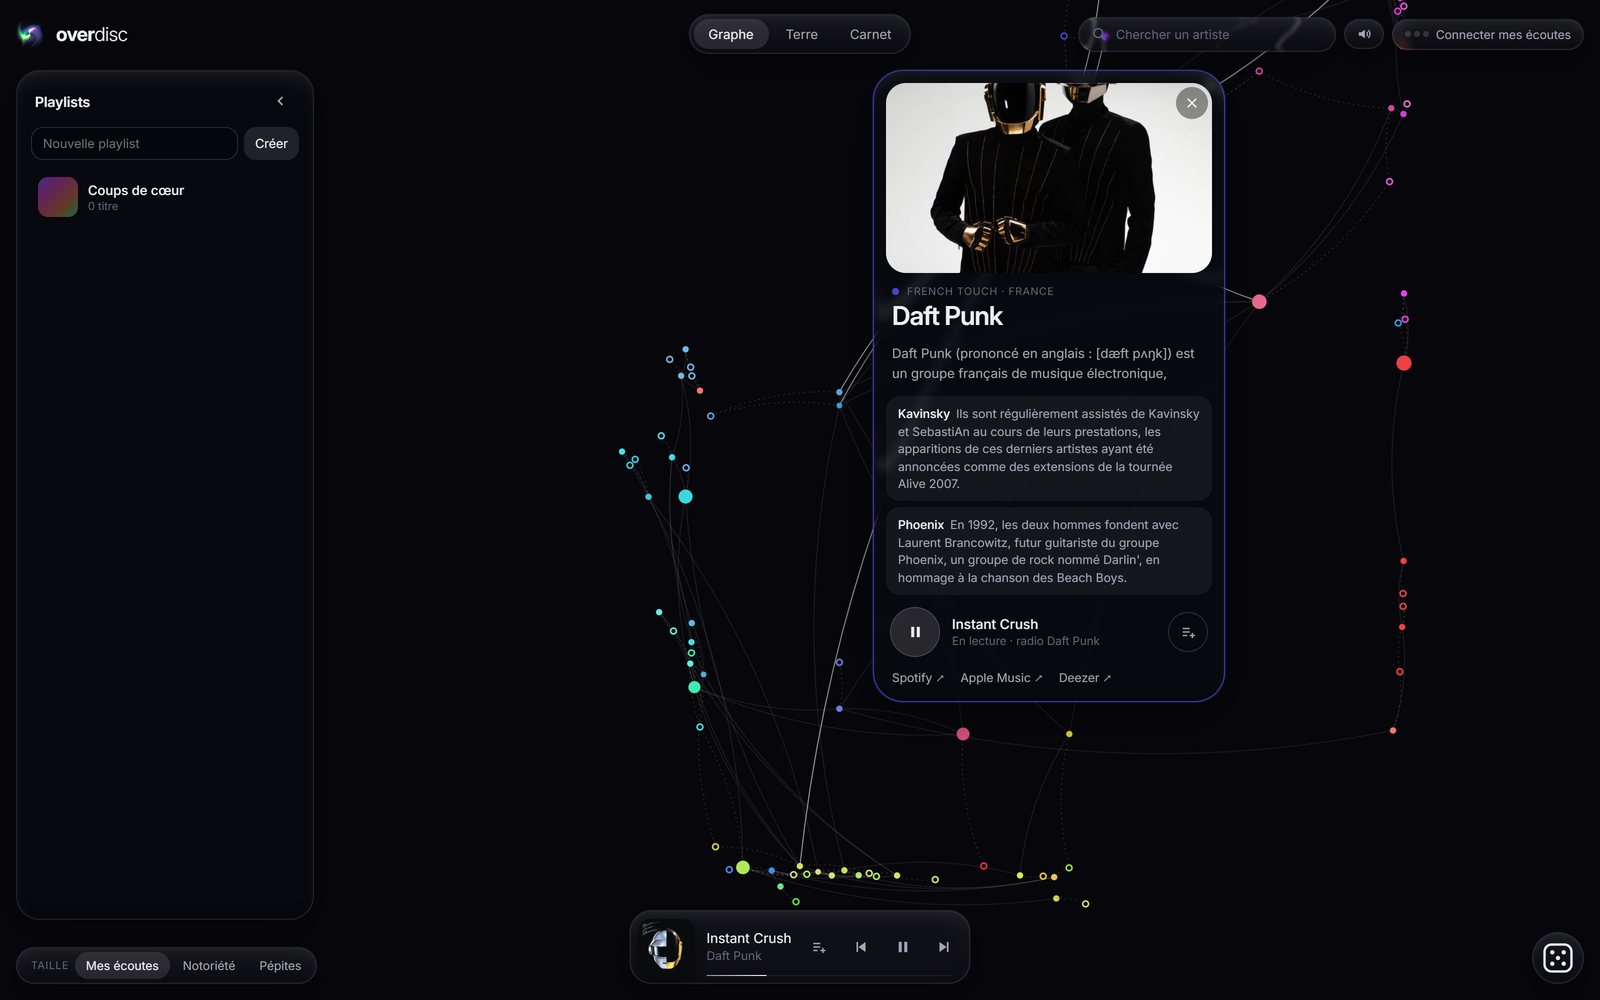 overdisc
Graphe
Terre
Carnet
Chercher un artiste
Connecter mes écoutes
Playlists
Nouvelle playlist
Créer
Coups de cœur
0 titre
FRENCH TOUCH · FRANCE
Daft Punk
Daft Punk (prononcé en anglais : [dæft pʌŋk]) est
un groupe français de musique électronique,
Kavinsky Ils sont régulièrement assistés de Kavinsky
et SebastiAn au cours de leurs prestations, les
apparitions de ces derniers artistes ayant été
annoncées comme des extensions de la tournée
Alive 2007.
Phoenix En 1992, les deux hommes fondent avec
Laurent Brancowitz, futur guitariste du groupe
Phoenix, un groupe de rock nommé Darlin', en
hommage à la chanson des Beach Boys.
Instant Crush
En lecture · radio Daft Punk
Spotify ↗
Apple Music ↗
Deezer ↗
TAILLE
Mes écoutes
Notoriété
Pépites
Instant Crush
Daft Punk